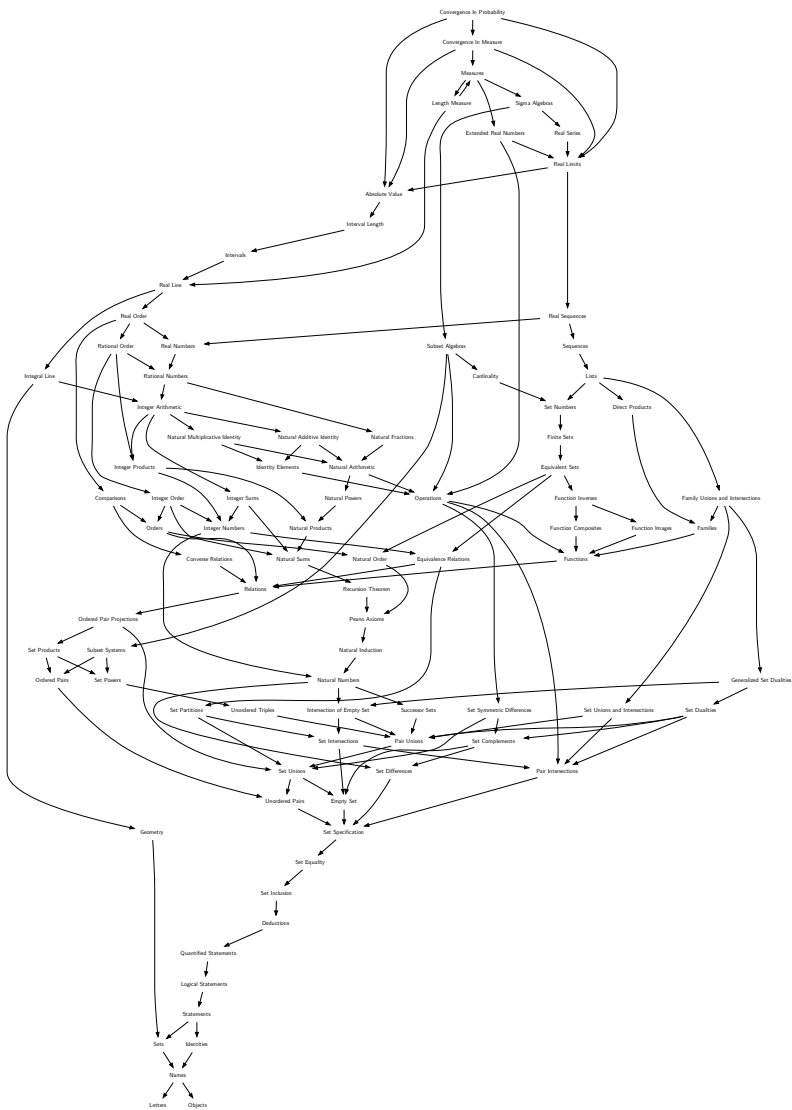 Convergence In Probability
Convergence In Measure
Measures
Length Measure
Sigma Algebras
Extended Real Numbers
Real Series
Real Limits
Absolute Value
Interval Length
Intervals
Real Line
Real Order
Real Sequences
Rational Order
Real Numbers
Subset Algebras
Sequences
Integral Line
Rational Numbers
Cardinality
Lists
Integer Arithmetic
Set Numbers
Direct Products
Natural Multiplicative Identity
Natural Additive Identity
Natural Fractions
Finite Sets
Integer Products
Identity Elements
Natural Arithmetic
Equivalent Sets
Comparisons
Integer Order
Integer Sums
Natural Powers
Operations
Function Inverses
Family Unions and Intersections
Orders
Integer Numbers
Natural Products
Function Composites
Function Images
Families
Converse Relations
Natural Sums
Natural Order
Equivalence Relations
Functions
Relations
Recursion Theorem
Ordered Pair Projections
Peano Axioms
Set Products
Subset Systems
Natural Induction
Ordered Pairs
Set Powers
Natural Numbers
Generalized Set Dualities
Set Partitions
Unordered Triples
Intersection of Empty Set
Successor Sets
Set Symmetric Differences
Set Unions and Intersections
Set Dualities
Set Intersections
Pair Unions
Set Complements
Set Unions
Set Differences
Pair Intersections
Unordered Pairs
Empty Set
Geometry
Set Specification
Set Equality
Set Inclusion
Deductions
Quantified Statements
Logical Statements
Statements
Sets
Identities
Names
Letters
Objects